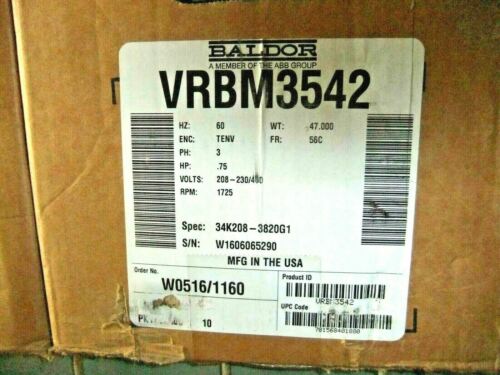 BALDOR
A MEMBER OF THE ABB GROUP
VRBM3542
HZ: 60 WT: 47.000
ENC: TENV FR: 56C
PH: 3
HP: .75
VOLTS: 208-230/460
RPM: 1725
Spec: 34K208-3820G1
S/N: W1606065290
MFG IN THE USA
Order No.
W0516/1160
Product ID
VRBM3542
UPC Code
781568401000
10